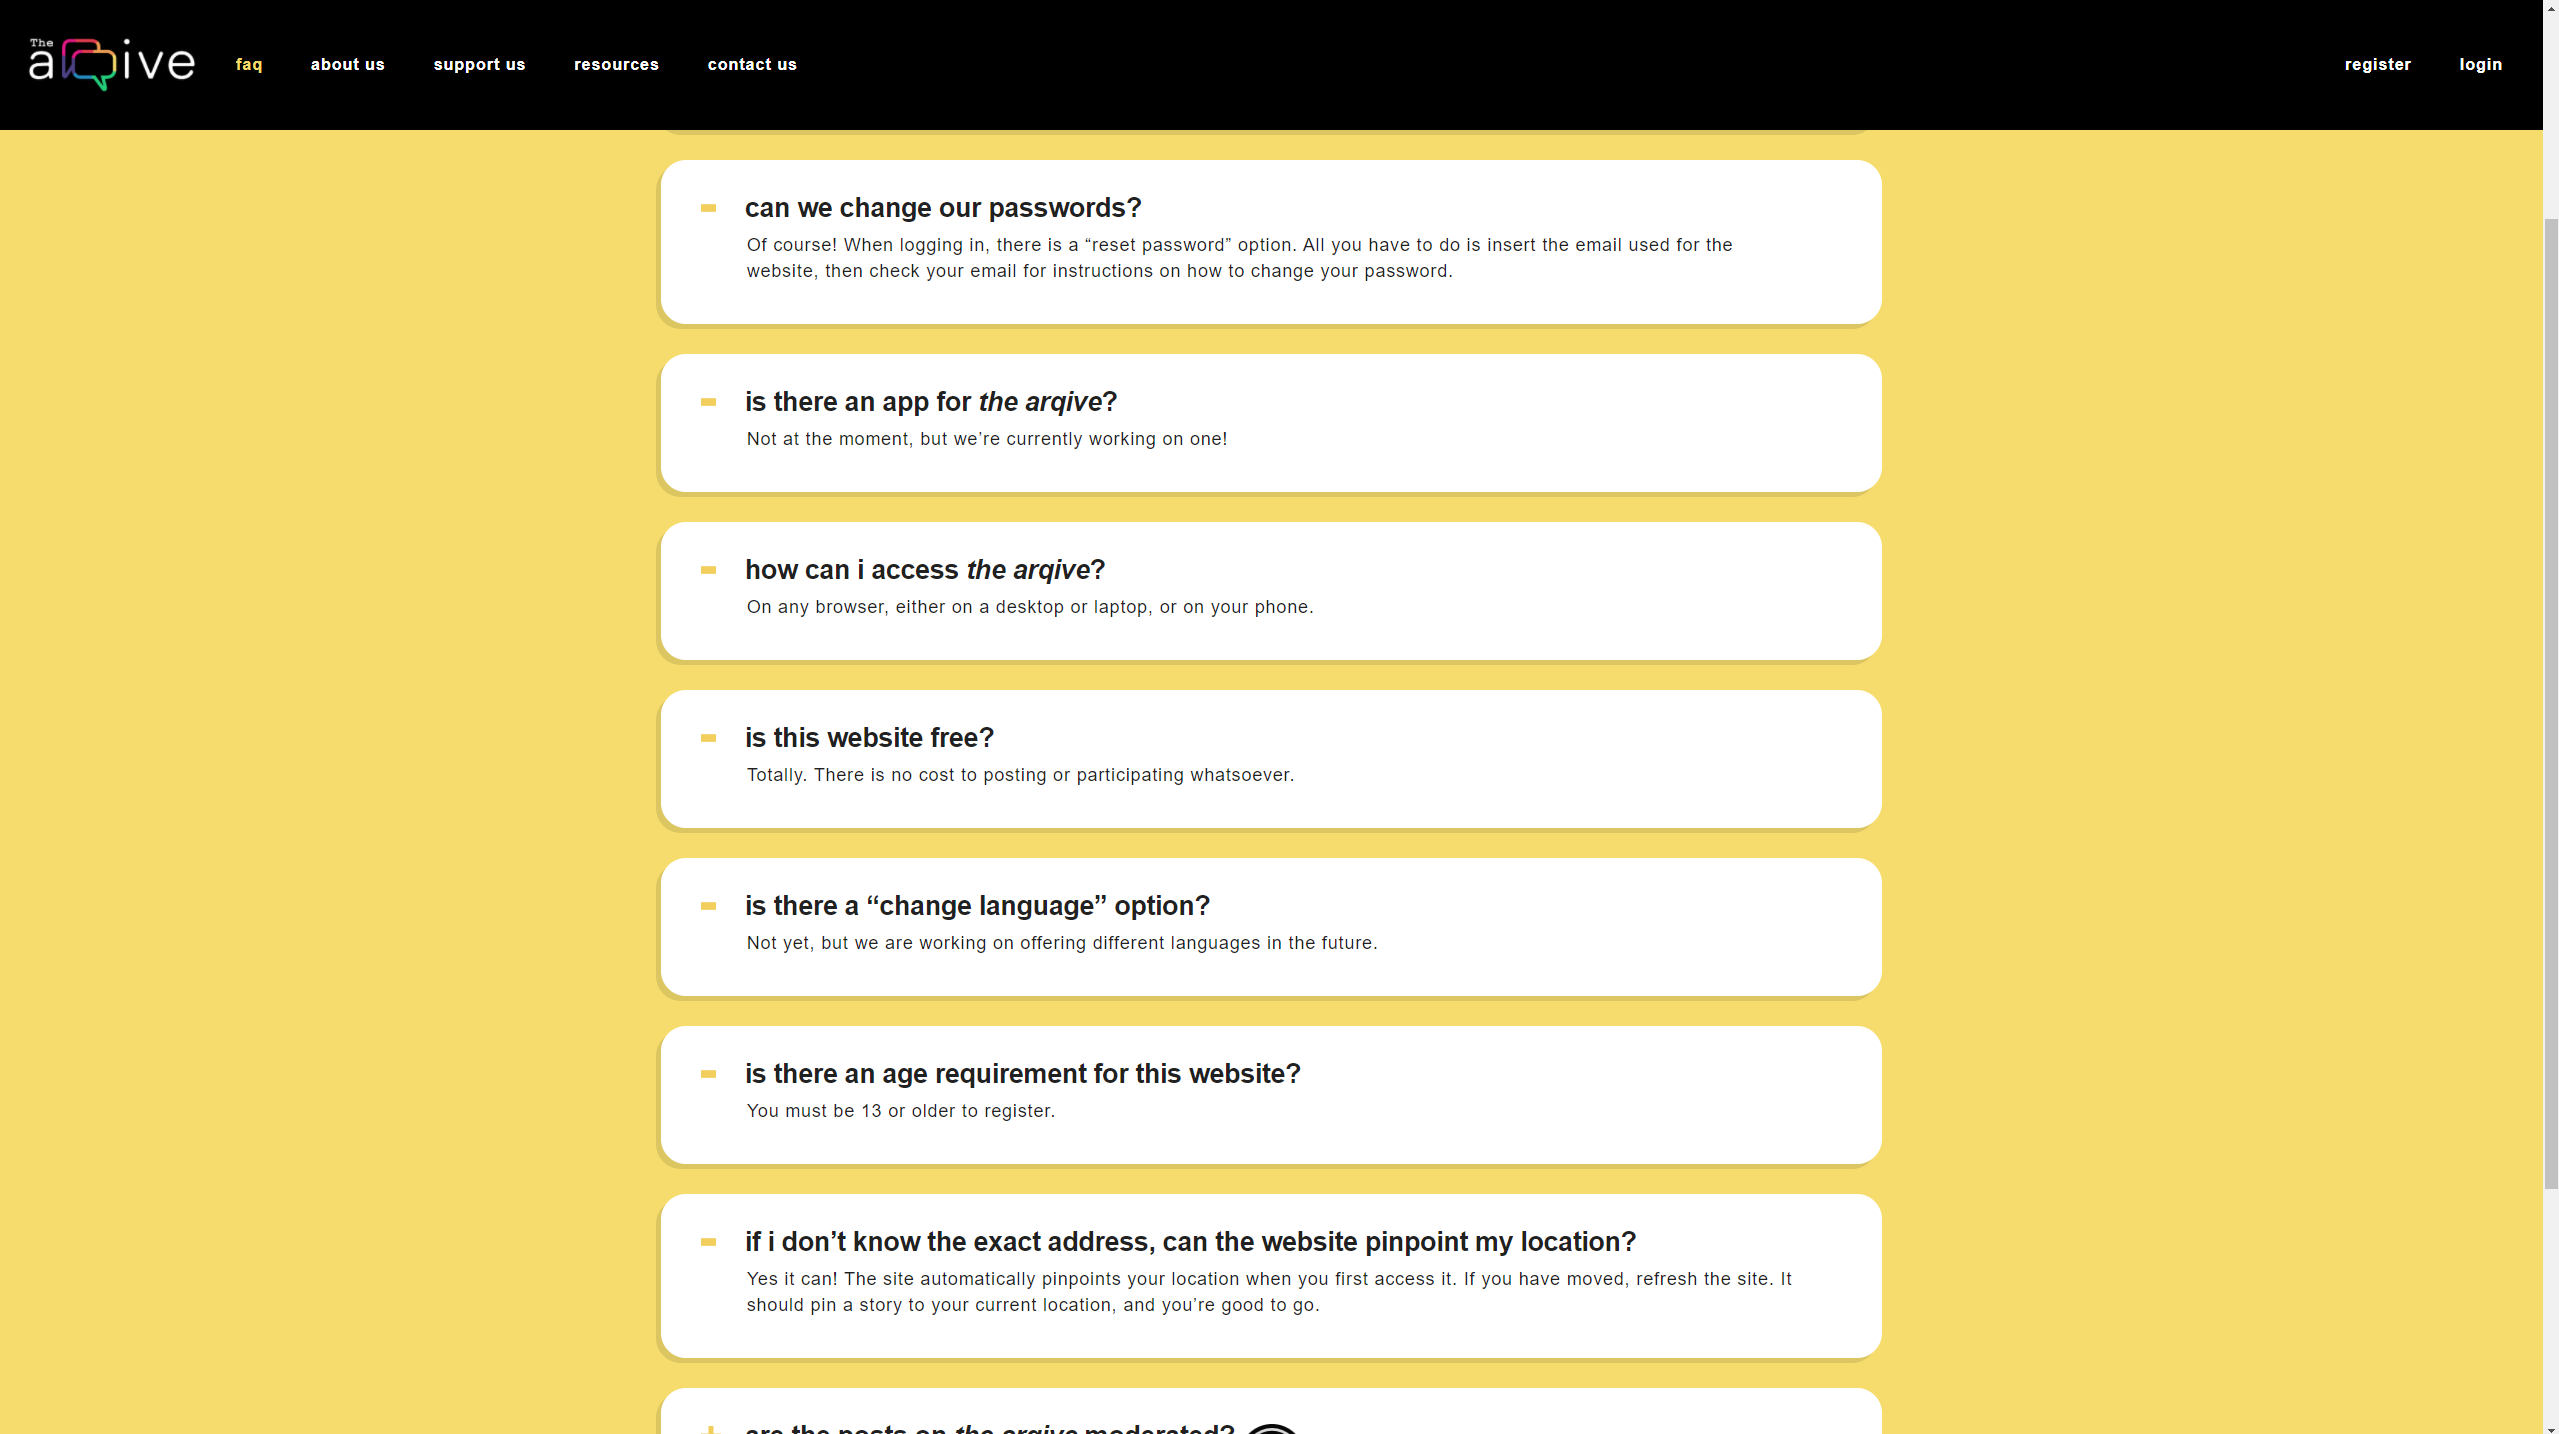 The
arqive
faq
about us
support us
resources
contact us
register
login
can we change our passwords?
Of course! When logging in, there is a “reset password” option. All you have to do is insert the email used for the
website, then check your email for instructions on how to change your password.
is there an app for the arqive?
Not at the moment, but we’re currently working on one!
how can i access the arqive?
On any browser, either on a desktop or laptop, or on your phone.
is this website free?
Totally. There is no cost to posting or participating whatsoever.
is there a “change language” option?
Not yet, but we are working on offering different languages in the future.
is there an age requirement for this website?
You must be 13 or older to register.
if i don’t know the exact address, can the website pinpoint my location?
Yes it can! The site automatically pinpoints your location when you first access it. If you have moved, refresh the site. It
should pin a story to your current location, and you’re good to go.
are the posts on the arqive moderated?